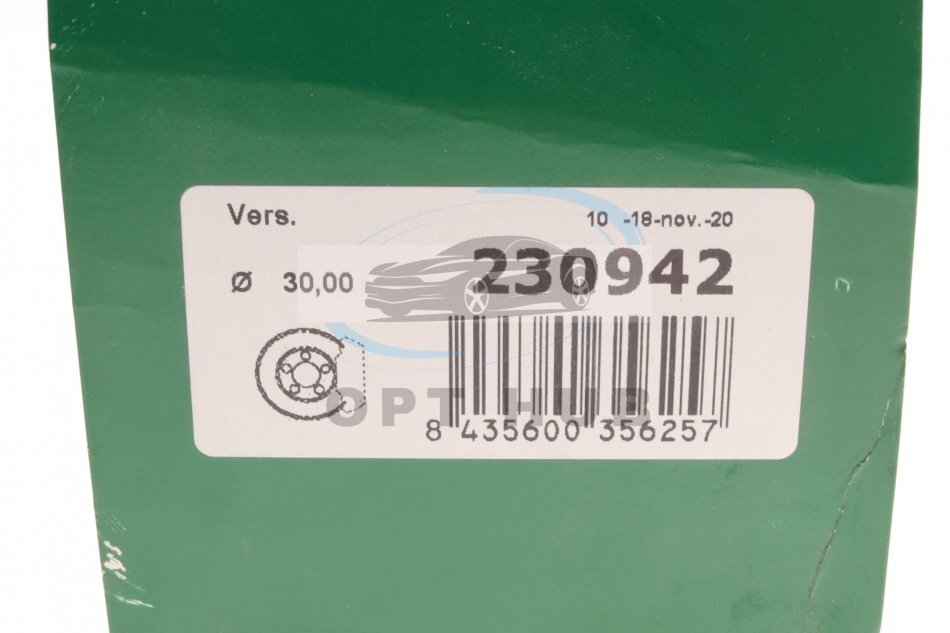 Vers. 10 -18-nov.-20
230942
Ø 30,00
OPT HUB
8 435600 356257